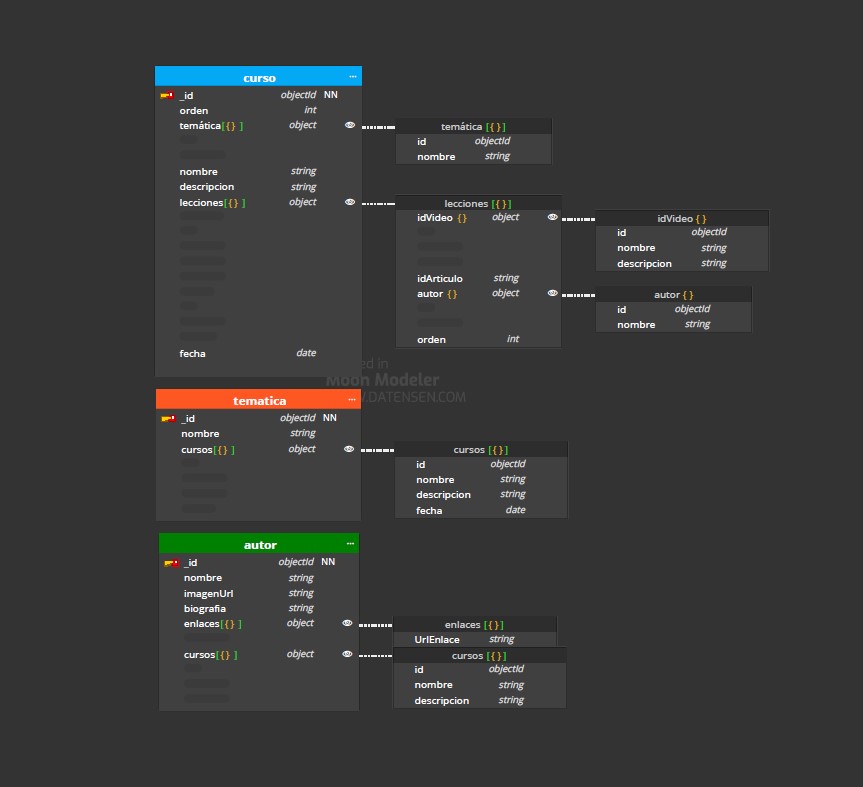 curso ...
_id objectId NN
orden int
temática[{} ] object
nombre string
descripcion string
lecciones[{} ] object
fecha date
temática [{}]
id objectId
nombre string
lecciones [{}]
idVideo {} object
idArticulo string
autor {} object
orden int
idVideo {}
id objectId
nombre string
descripcion string
autor {}
id objectId
nombre string
ed in
Moon Modeler
.DATENSEN.COM
tematica ...
_id objectId NN
nombre string
cursos[{} ] object
cursos [{}]
id objectId
nombre string
descripcion string
fecha date
autor ...
_id objectId NN
nombre string
imagenUrl string
biografia string
enlaces[{} ] object
cursos[{} ] object
enlaces [{}]
UrlEnlace string
cursos [{}]
id objectId
nombre string
descripcion string